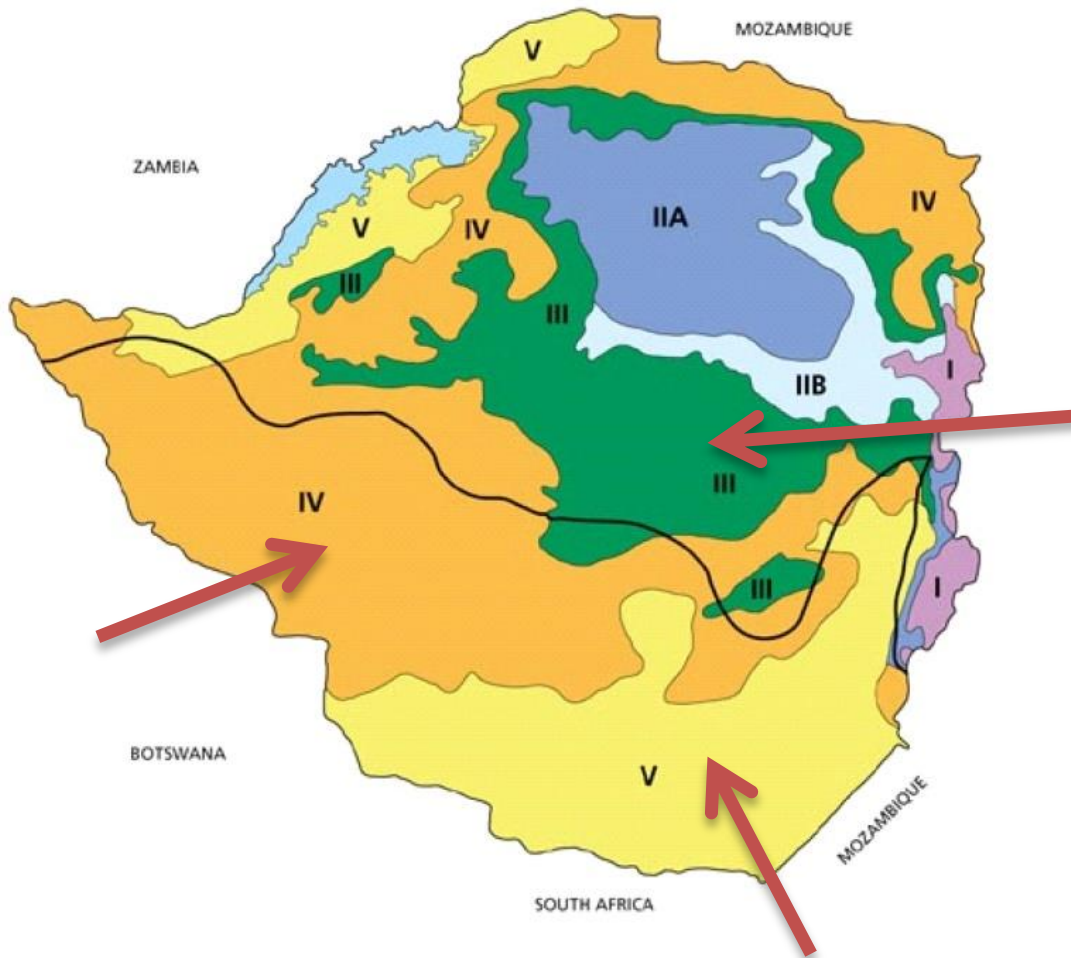 MOZAMBIQUE
V
ZAMBIA
IV
IIA
V
IV
III
III
I
IIB
III
IV
III
I
BOTSWANA
V
MOZAMBIQUE
SOUTH AFRICA